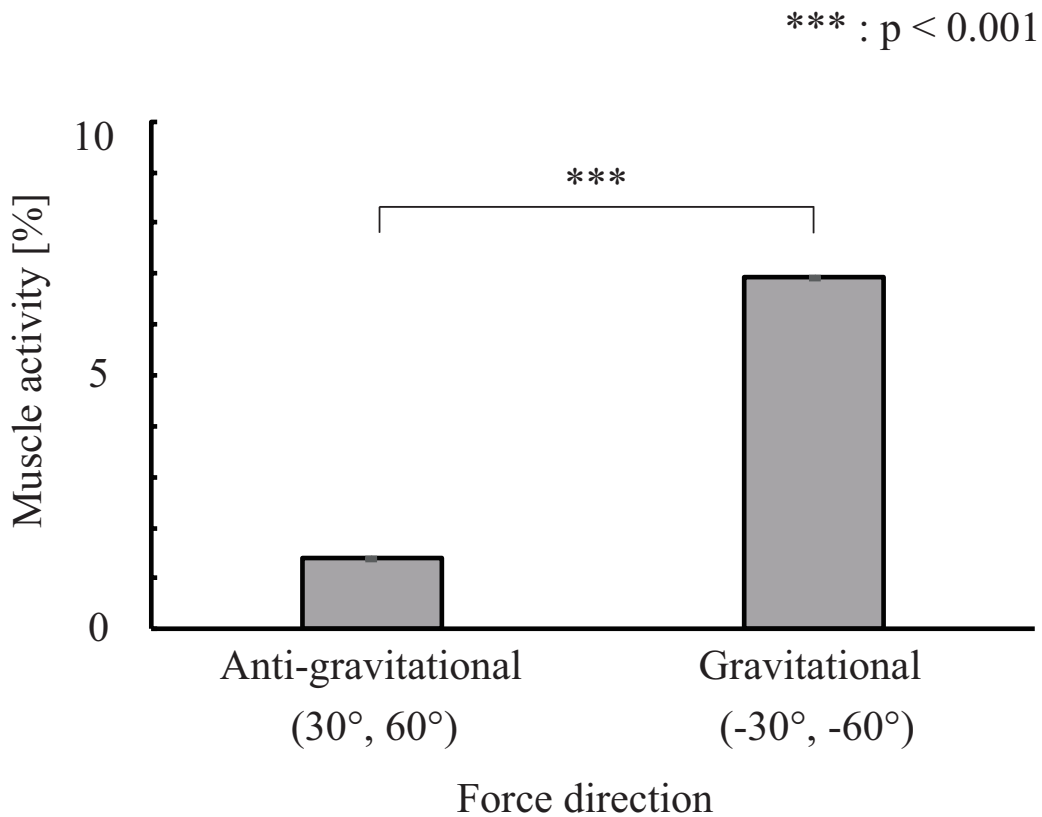 *** : p < 0.001
10
***
Muscle activity [%]
5
0
Anti-gravitational
(30°, 60°)
Gravitational
(-30°, -60°)
Force direction